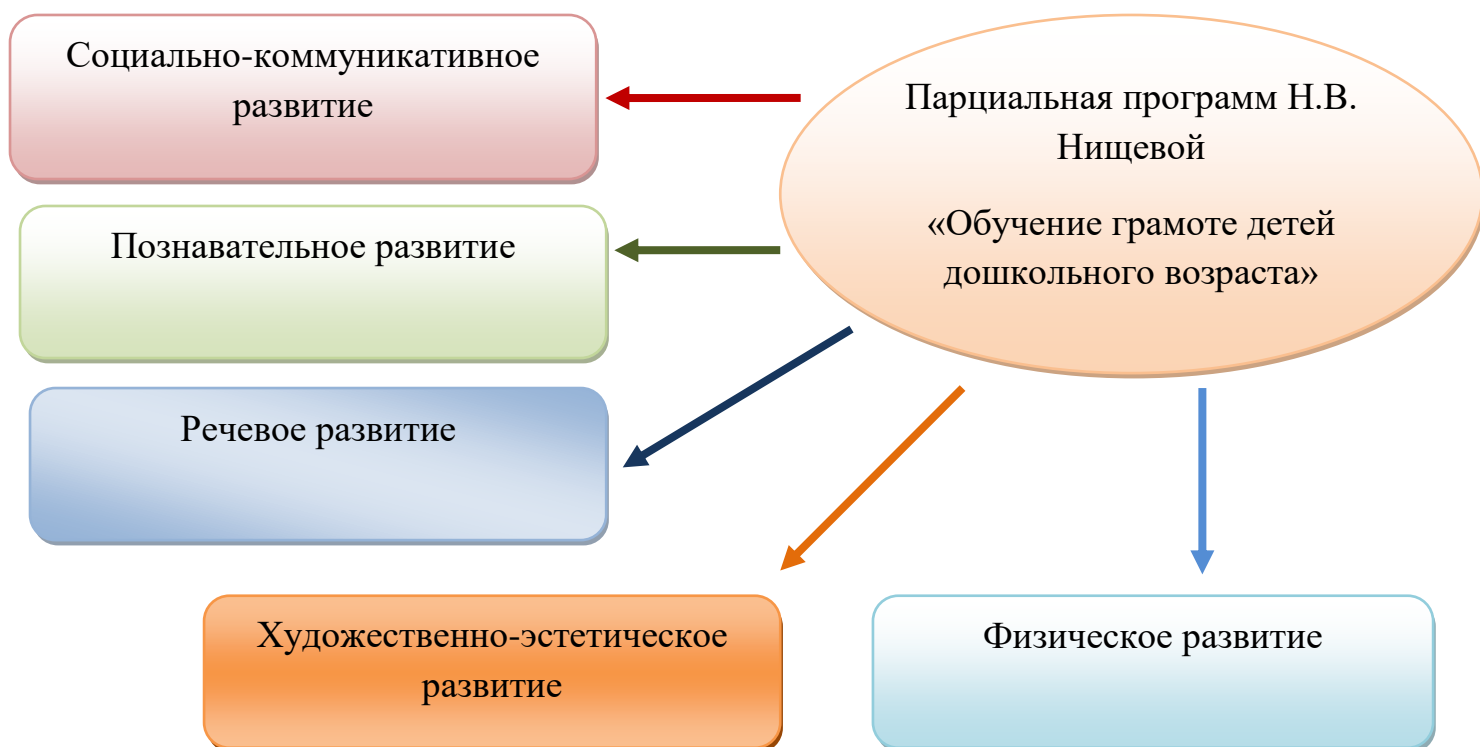 Социально-коммуникативное
развитие
Парциальная программ Н.В.
Нищевой
«Обучение грамоте детей
дошкольного возраста»
Познавательное развитие
Речевое развитие
Художественно-эстетическое
развитие
Физическое развитие